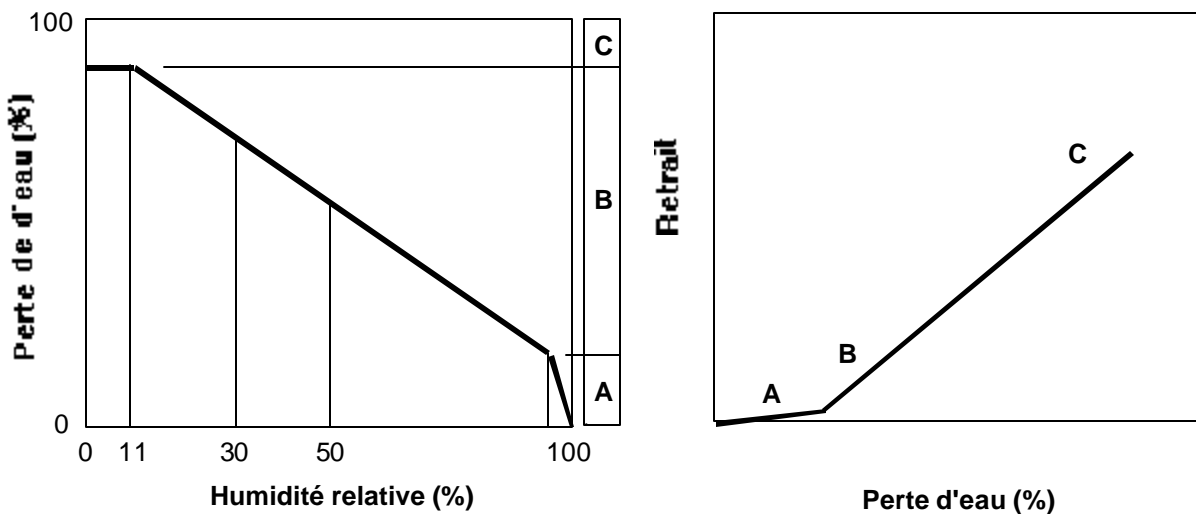 100
Perte de d'eau (%)
C
B
A
0
0 11 30 50 100
Humidité relative (%)
Retrait
C
B
A
Perte d'eau (%)